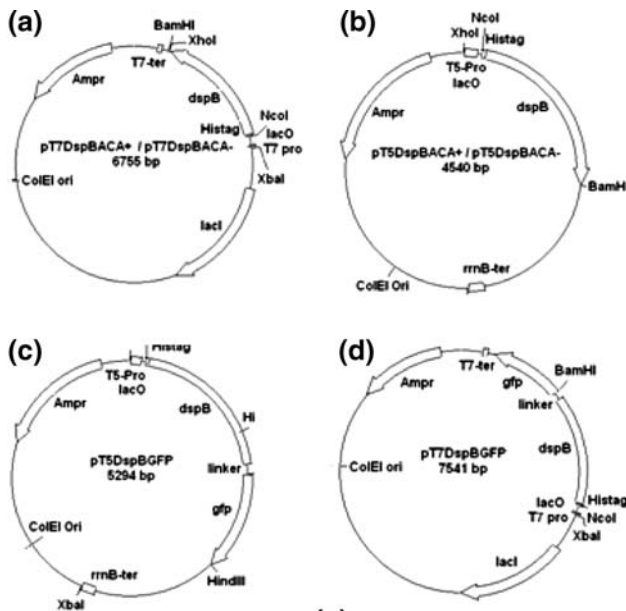 (a)
BamHI
XhoI
T7-ter
Ampr
dspB
NcoI
Histag
lacO
T7 pro
pT7DspBACA+ / pT7DspBACA-
6755 bp
XbaI
ColEI ori
lacI
(b)
NcoI
XhoI
Histag
T5-Pro
lacO
Ampr
dspB
pT5DspBACA+ / pT5DspBACA-
4540 bp
BamHI
ColEI Ori
rrnB-ter
(c)
Histag
T5-Pro
lacO
Ampr
dspB
Hi
pT5DspBGFP
5294 bp
linker
gfp
ColEI Ori
rrnB-ter
HindIII
XbaI
(d)
T7-ter
gfp
BamHI
Ampr
linker
dspB
pT7DspBGFP
7541 bp
ColEI ori
lacO
Histag
T7 pro
NcoI
XbaI
lacI